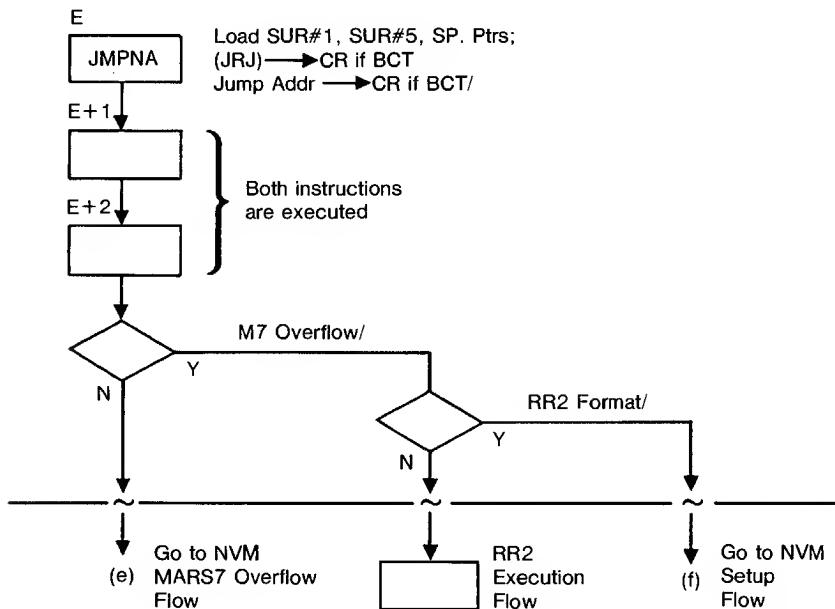 E
JMPNA
Load SUR#1, SUR#5, SP. Ptrs;
(JRJ) → CR if BCT
Jump Addr → CR if BCT/
E+1
E+2
Both instructions
are executed
M7 Overflow/
Y
N
RR2 Format/
Y
N
~ ~ ~
(e)
Go to NVM
MARS7 Overflow
Flow
RR2
Execution
Flow
(f)
Go to NVM
Setup
Flow